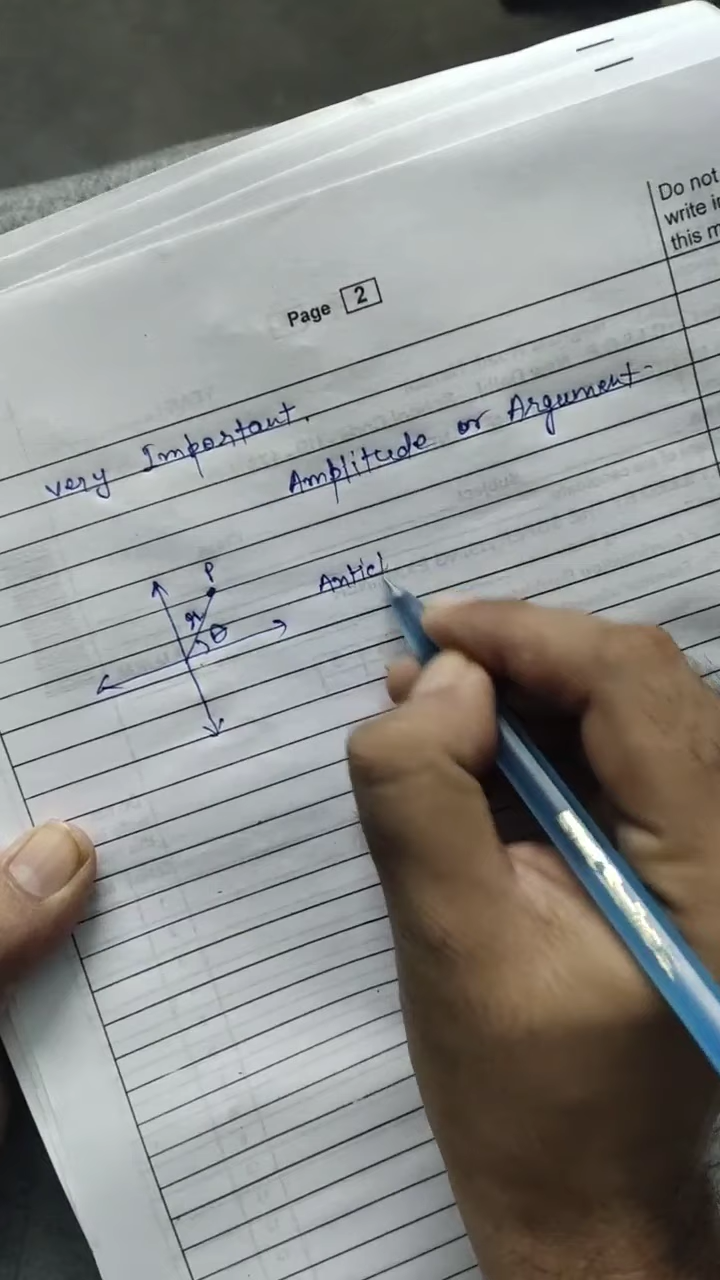 Do not
write in
this m
Page 2
very Important.
Amplitude or Argument
P
r
θ
Anticl